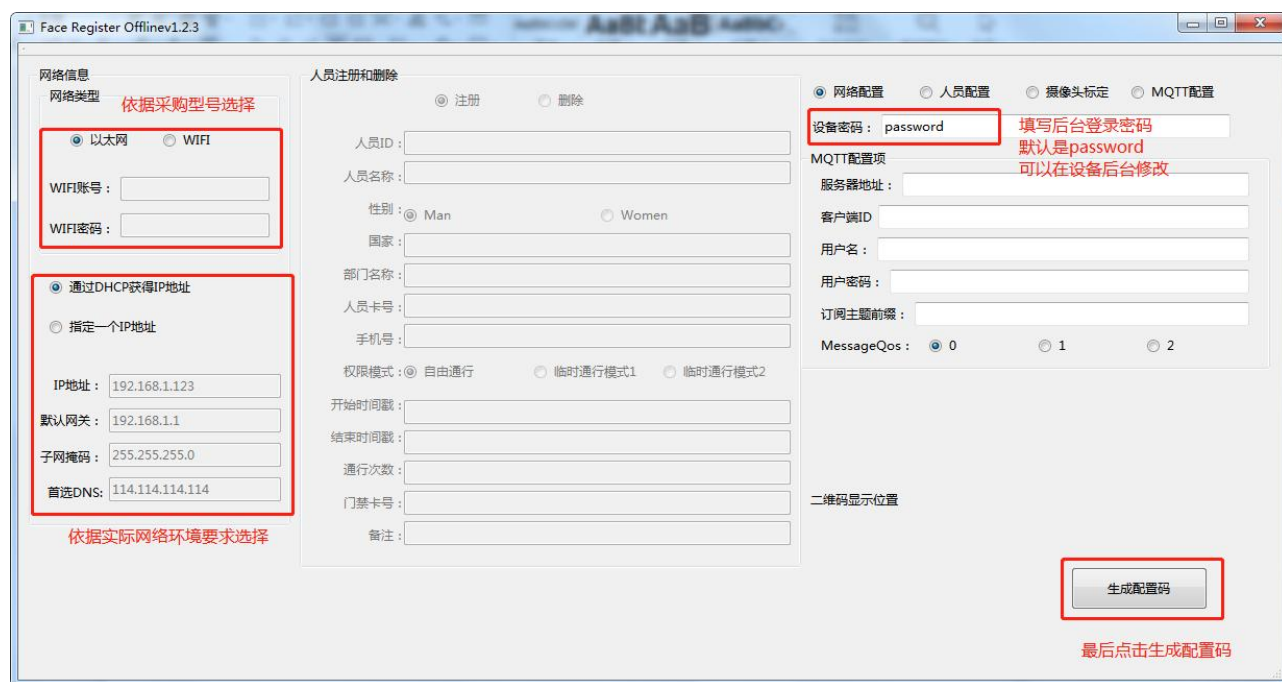 Face Register Offlinev1.2.3
网络信息
网络类型
依据采购型号选择
以太网 WIFI
WIFI账号：
WIFI密码：
通过DHCP获得IP地址
指定一个IP地址
IP地址： 192.168.1.123
默认网关： 192.168.1.1
子网掩码： 255.255.255.0
首选DNS: 114.114.114.114
依据实际网络环境要求选择
人员注册和删除
注册 删除
人员ID：
人员名称：
性别： Man Women
国家：
部门名称：
人员卡号：
手机号：
权限模式： 自由通行 临时通行模式1 临时通行模式2
开始时间戳：
结束时间戳：
通行次数：
门禁卡号：
备注：
网络配置 人员配置 摄像头标定 MQTT配置
设备密码： password
填写后台登录密码
默认是password
可以在设备后台修改
MQTT配置项
服务器地址：
客户端ID
用户名：
用户密码：
订阅主题前缀：
MessageQos： 0 1 2
二维码显示位置
生成配置码
最后点击生成配置码